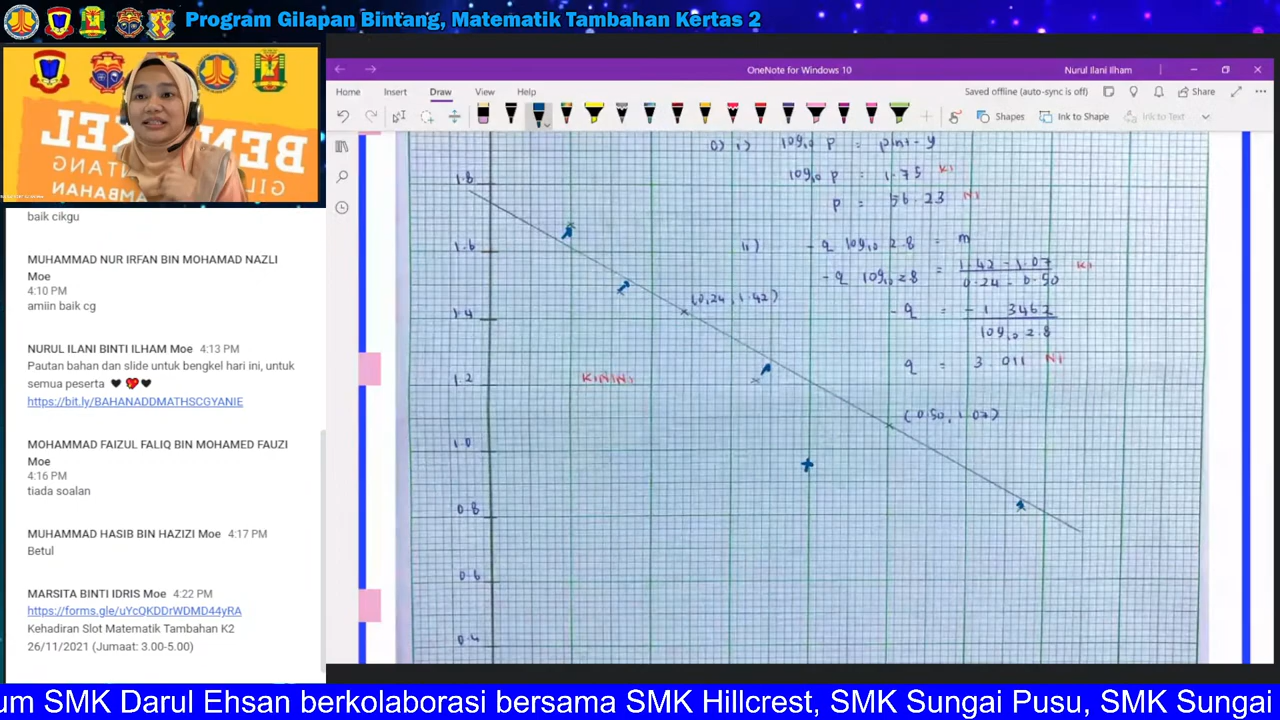 Program Gilapan Bintang, Matematik Tambahan Kertas 2
OneNote for Windows 10
Nurul Ilani Ilham
Home Insert Draw View Help
Saved offline (auto-sync is off)
Share
Shapes
Ink to Shape
Ink to Text
baik cikgu
MUHAMMAD NUR IRFAN BIN MOHAMAD NAZLI
Moe
4:10 PM
amiin baik cg
NURUL ILANI BINTI ILHAM Moe 4:13 PM
Pautan bahan dan slide untuk bengkel hari ini, untuk
semua peserta
https://bit.ly/BAHANADDMATHSCGYANIE
MOHAMMAD FAIZUL FALIQ BIN MOHAMED FAUZI
Moe
4:16 PM
tiada soalan
MUHAMMAD HASIB BIN HAZIZI Moe 4:17 PM
Betul
MARSITA BINTI IDRIS Moe 4:22 PM
https://forms.gle/uYcQKDDrWDMD44yRA
Kehadiran Slot Matematik Tambahan K2
26/11/2021 (Jumaat: 3.00-5.00)
i) log₁₀ p = pint-y
log₁₀ p = 1.75 K1
p = 56.23 N1
ii) -q log₁₀ 2.8 = m
-q log₁₀ 2.8 = 1.42 - 1.07 K1
0.24 - 0.50
-q = -1.3462
log₁₀ 2.8
q = 3.011 N1
1.8
1.6
(0.24, 1.42)
1.4
K1N1N1
1.2
(0.50, 1.07)
1.0
0.8
0.6
0.4
um SMK Darul Ehsan berkolaborasi bersama SMK Hillcrest, SMK Sungai Pusu, SMK Sungai